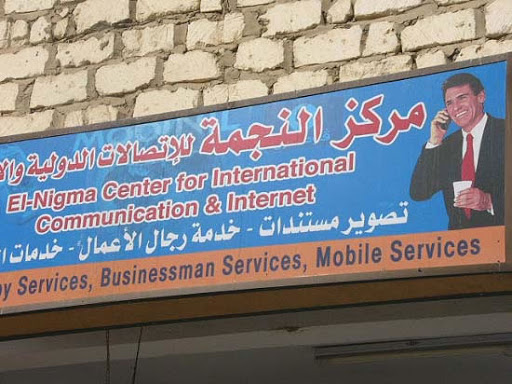 مركز النجمة للإتصالات الدولية
El-Nigma Center for International
Communication & Internet
تصوير مستندات - خدمة رجال الأعمال - خدمات
Services, Businessman Services, Mobile Services